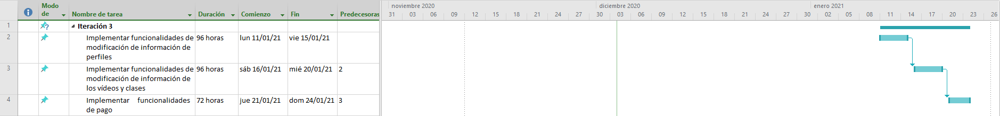 Modo de
Nombre de tarea
Duración
Comienzo
Fin
Predecesoras
noviembre 2020
diciembre 2020
enero 2021
31 03 06 09 12 15 18 21 24 27 30 03 06 09 12 15 18 21 24 27 30 02 05 08 11 14 17 20 23 26
1 Iteración 3
2 Implementar funcionalidades de 96 horas lun 11/01/21 vie 15/01/21
modificación de información de
perfiles
3 Implementar funcionalidades de 96 horas sáb 16/01/21 mié 20/01/21 2
modificación de información de
los vídeos y clases
4 Implementar funcionalidades 72 horas jue 21/01/21 dom 24/01/21 3
de pago